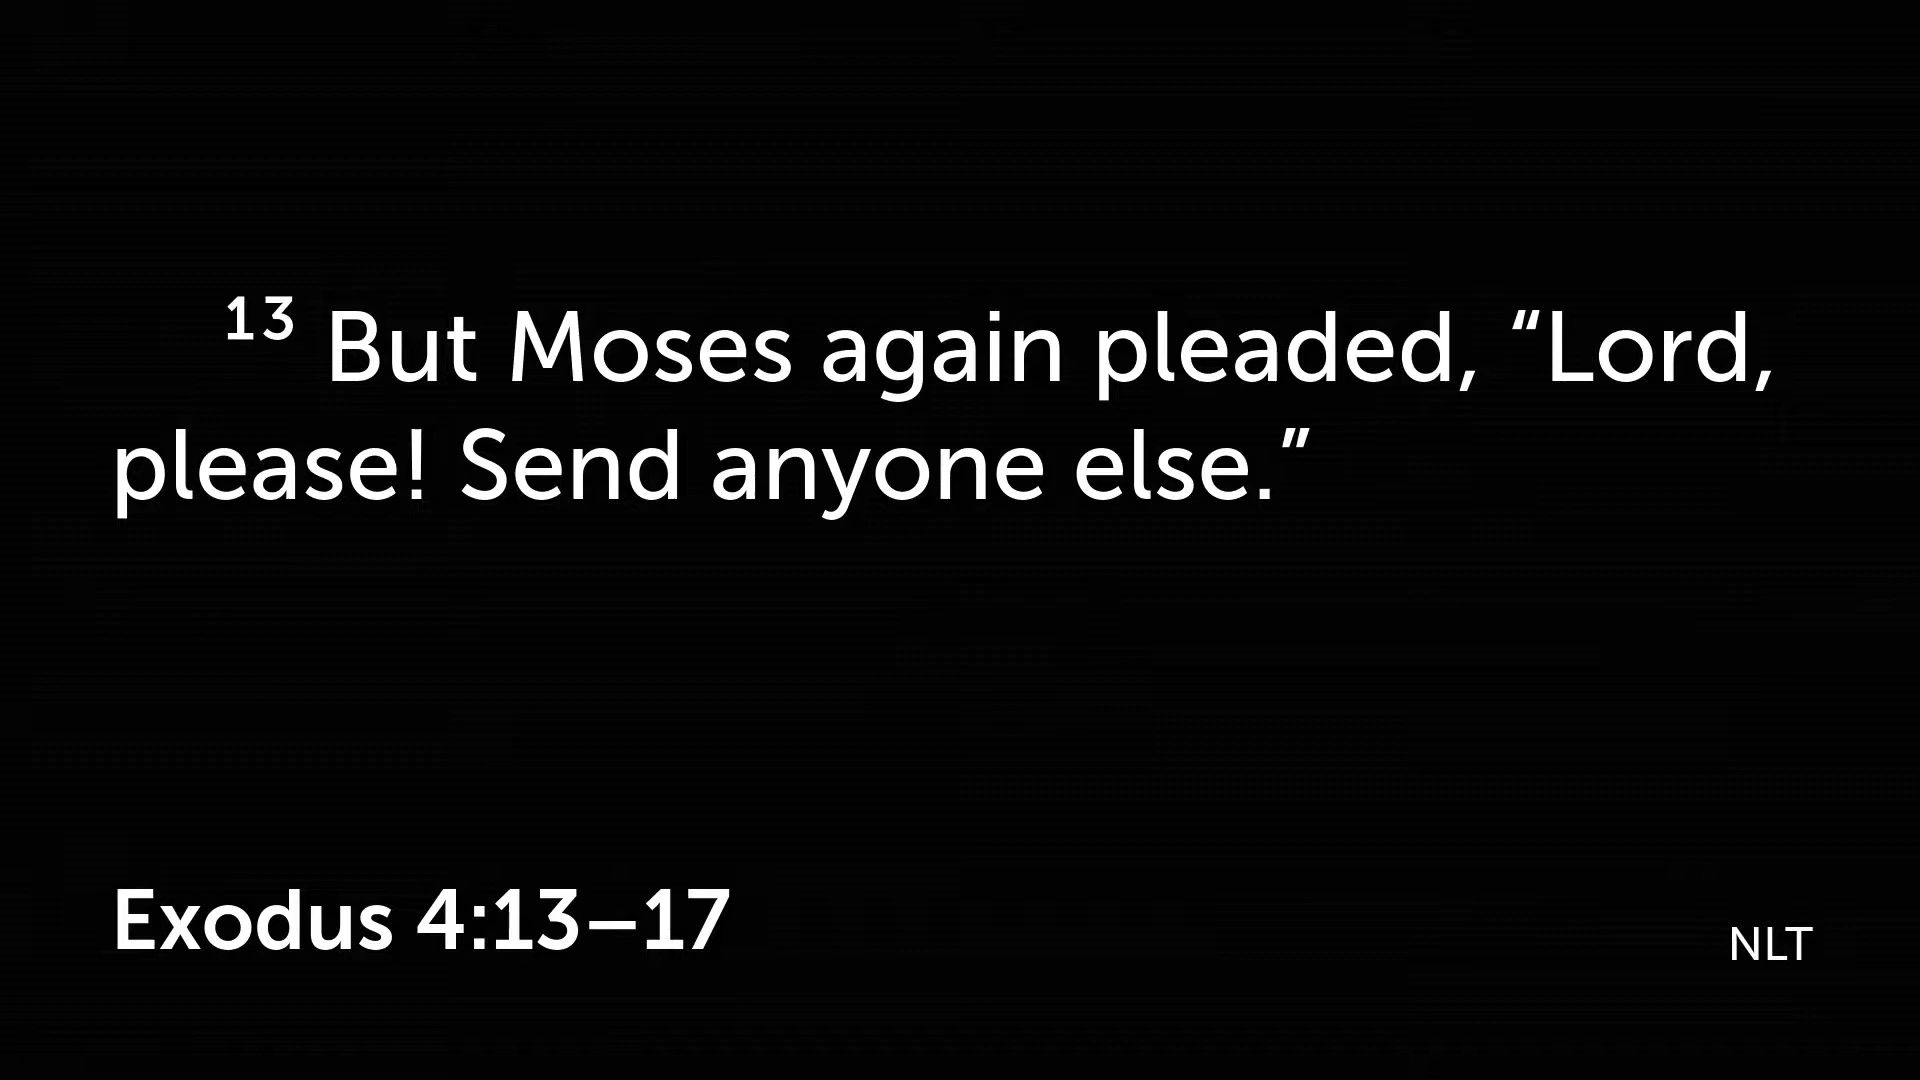 ¹³ But Moses again pleaded, “Lord,
please! Send anyone else.”
Exodus 4:13–17
NLT